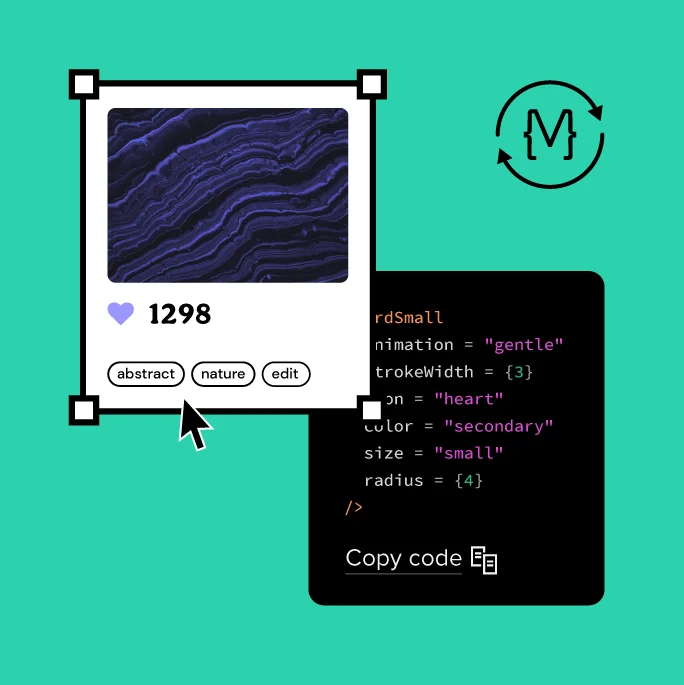 1298
abstract nature edit
{M}
rdSmall
nimation = "gentle"
trokeWidth = {3}
on = "heart"
color = "secondary"
size = "small"
radius = {4}
/>
Copy code